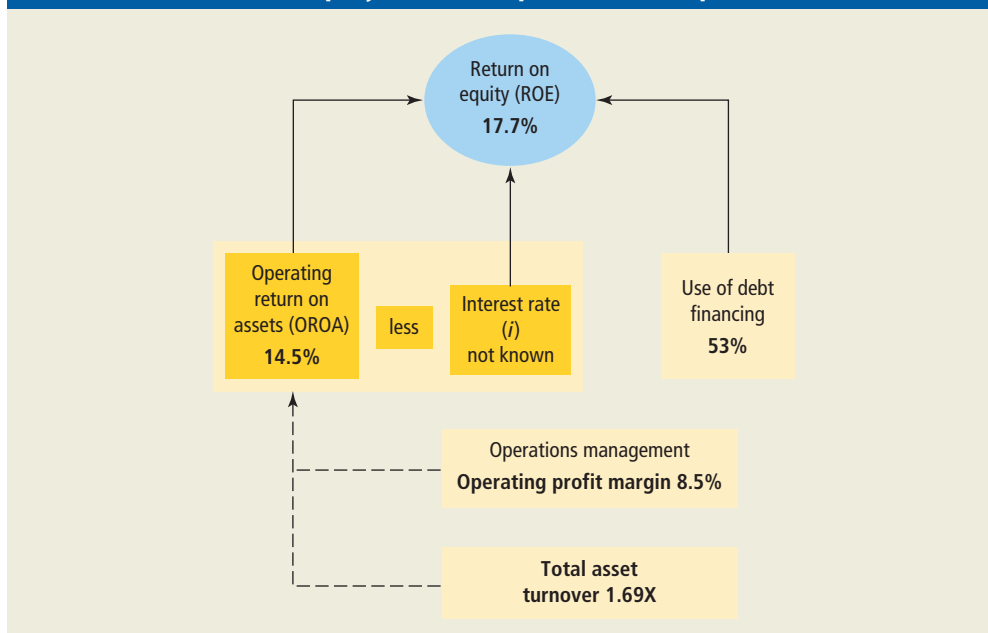 Return on
equity (ROE)
17.7%
Operating
return on
assets (OROA)
14.5%
less
Interest rate
(i)
not known
Use of debt
financing
53%
Operations management
Operating profit margin 8.5%
Total asset
turnover 1.69X